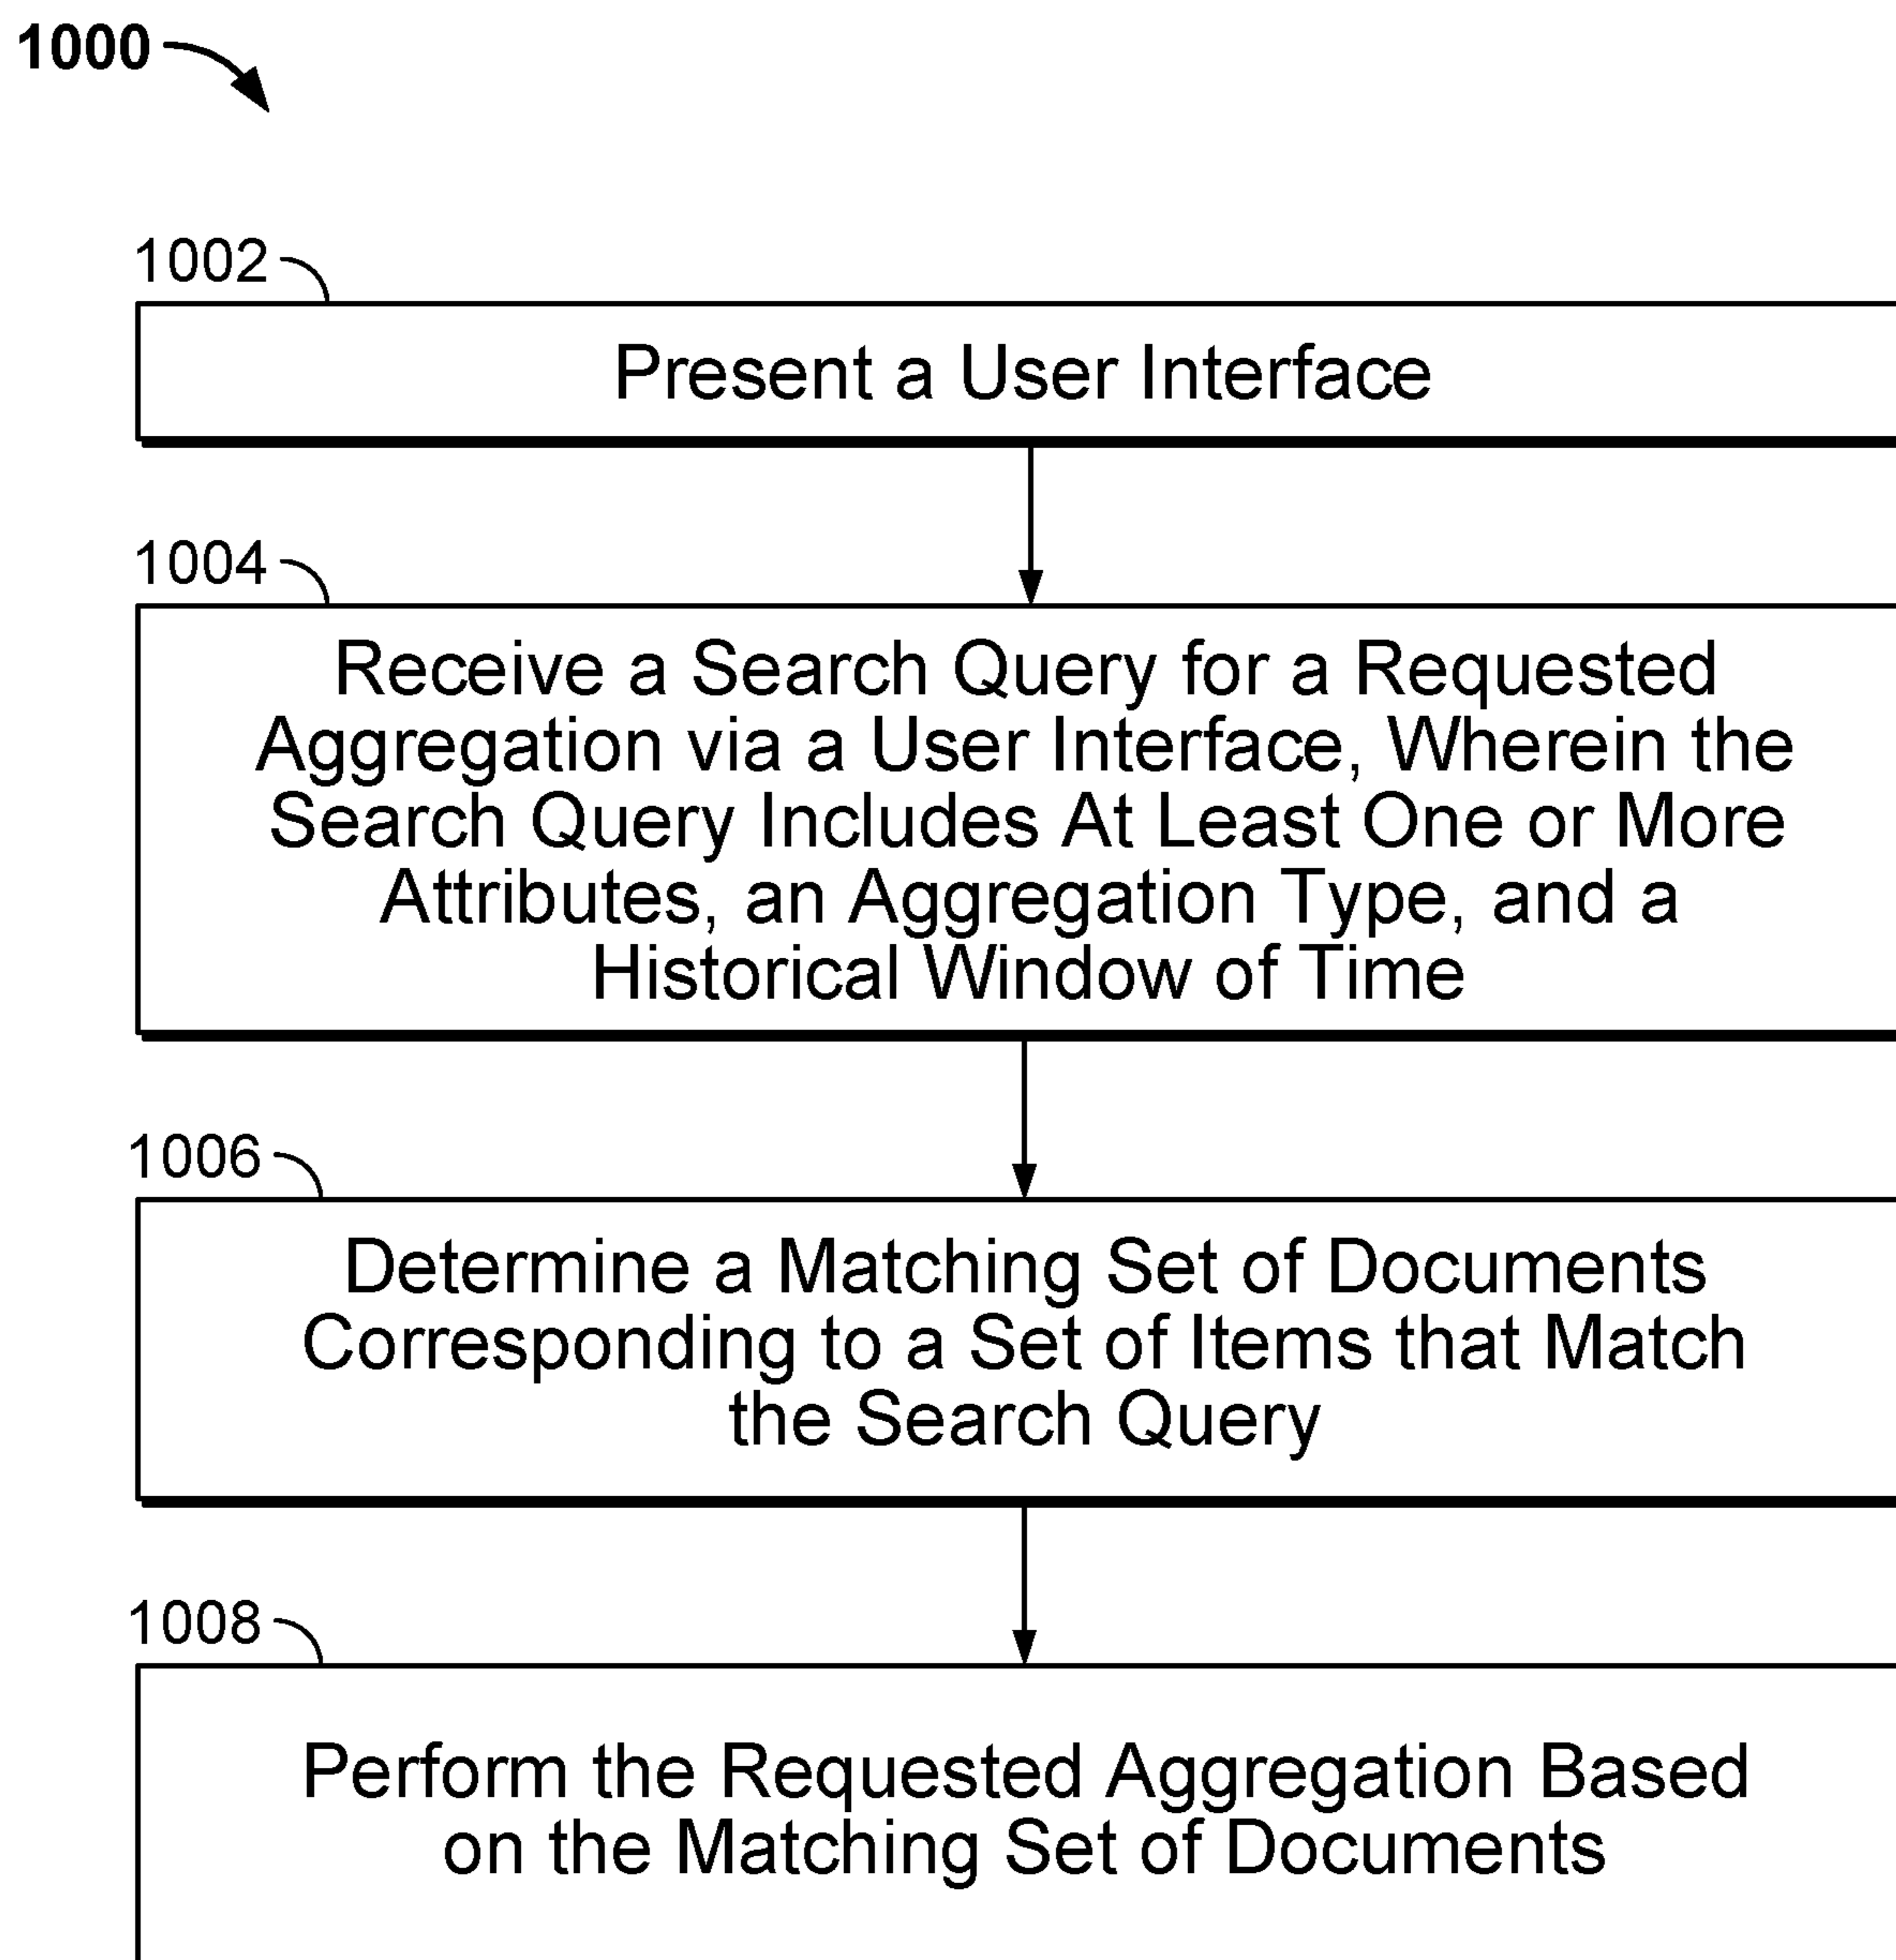 1000
1002
Present a User Interface
1004
Receive a Search Query for a Requested
Aggregation via a User Interface, Wherein the
Search Query Includes At Least One or More
Attributes, an Aggregation Type, and a
Historical Window of Time
1006
Determine a Matching Set of Documents
Corresponding to a Set of Items that Match
the Search Query
1008
Perform the Requested Aggregation Based
on the Matching Set of Documents